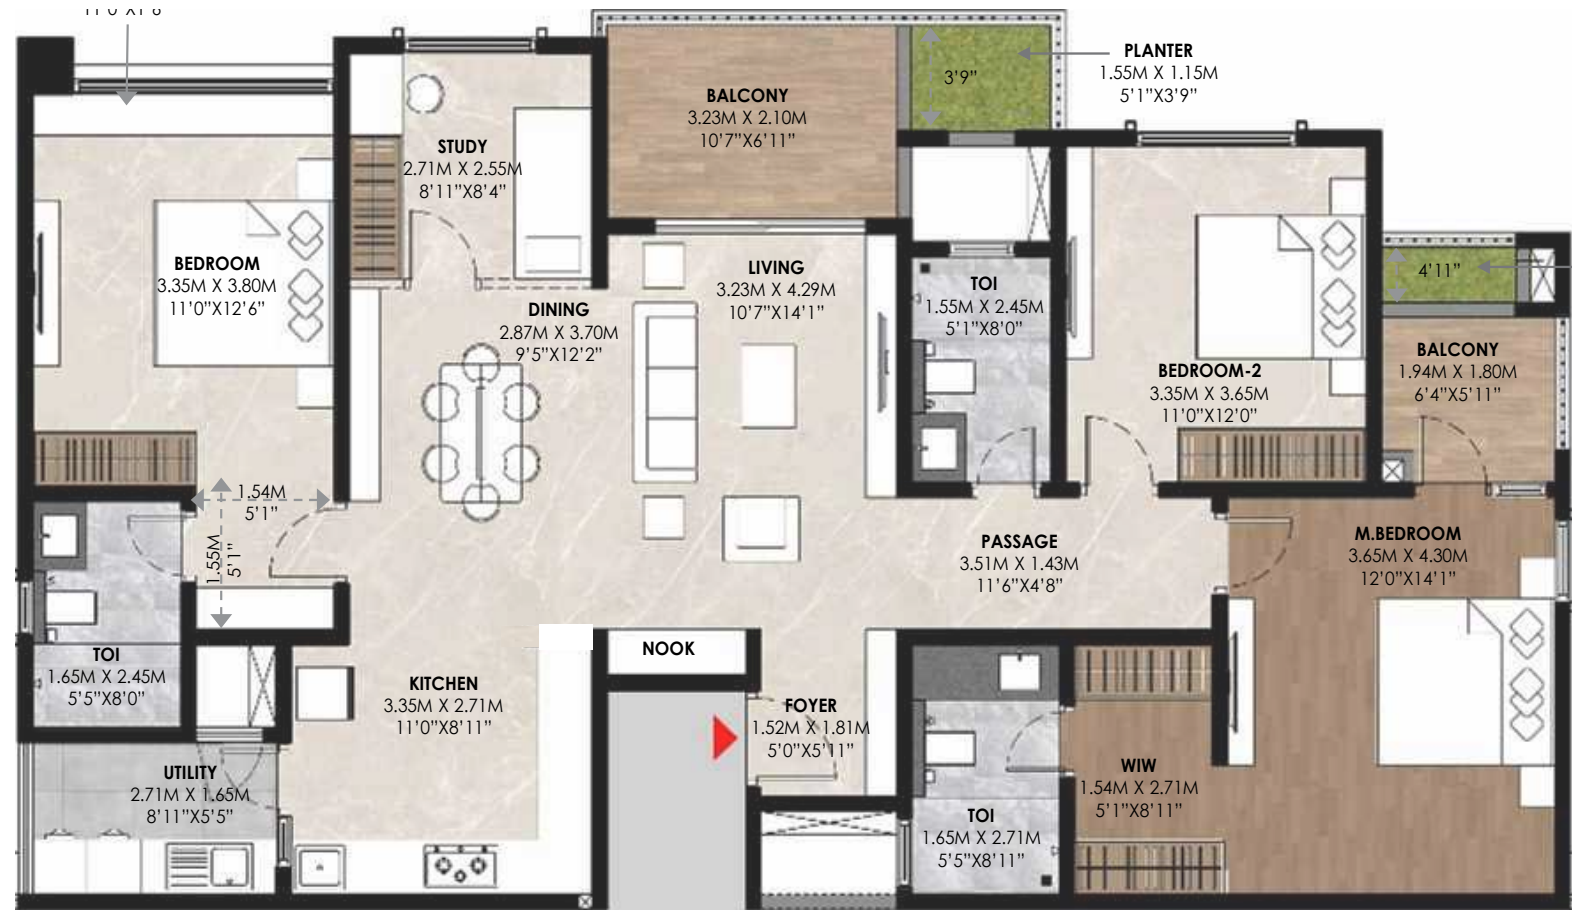 11'0"X1'6"
PLANTER
1.55M X 1.15M
5'1"X3'9"
3'9"
BALCONY
3.23M X 2.10M
10'7"X6'11"
STUDY
2.71M X 2.55M
8'11"X8'4"
BEDROOM
3.35M X 3.80M
11'0"X12'6"
LIVING
3.23M X 4.29M
10'7"X14'1"
DINING
2.87M X 3.70M
9'5"X12'2"
TOI
1.55M X 2.45M
5'1"X8'0"
4'11"
BALCONY
1.94M X 1.80M
6'4"X5'11"
BEDROOM-2
3.35M X 3.65M
11'0"X12'0"
1.54M
5'1"
1.55M
5'1"
PASSAGE
3.51M X 1.43M
11'6"X4'8"
M.BEDROOM
3.65M X 4.30M
12'0"X14'1"
TOI
1.65M X 2.45M
5'5"X8'0"
NOOK
KITCHEN
3.35M X 2.71M
11'0"X8'11"
FOYER
1.52M X 1.81M
5'0"X5'11"
UTILITY
2.71M X 1.65M
8'11"X5'5"
WIW
1.54M X 2.71M
5'1"X8'11"
TOI
1.65M X 2.71M
5'5"X8'11"